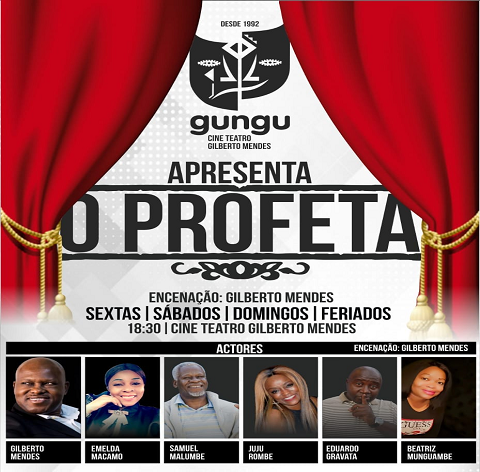 DESDE 1992
gungu
CINE TEATRO
GILBERTO MENDES
APRESENTA
O PROFETA
ENCENAÇÃO: GILBERTO MENDES
SEXTAS | SÁBADOS | DOMINGOS | FERIADOS
18:30 | CINE TEATRO GILBERTO MENDES
ACTORES
ENCENAÇÃO: GILBERTO MENDES
GILBERTO
MENDES
EMELDA
MACAMO
SAMUEL
MALUMBE
JUJU
ROMBE
EDUARDO
GRAVATA
BEATRIZ
MUNGUAMBE
GUESS